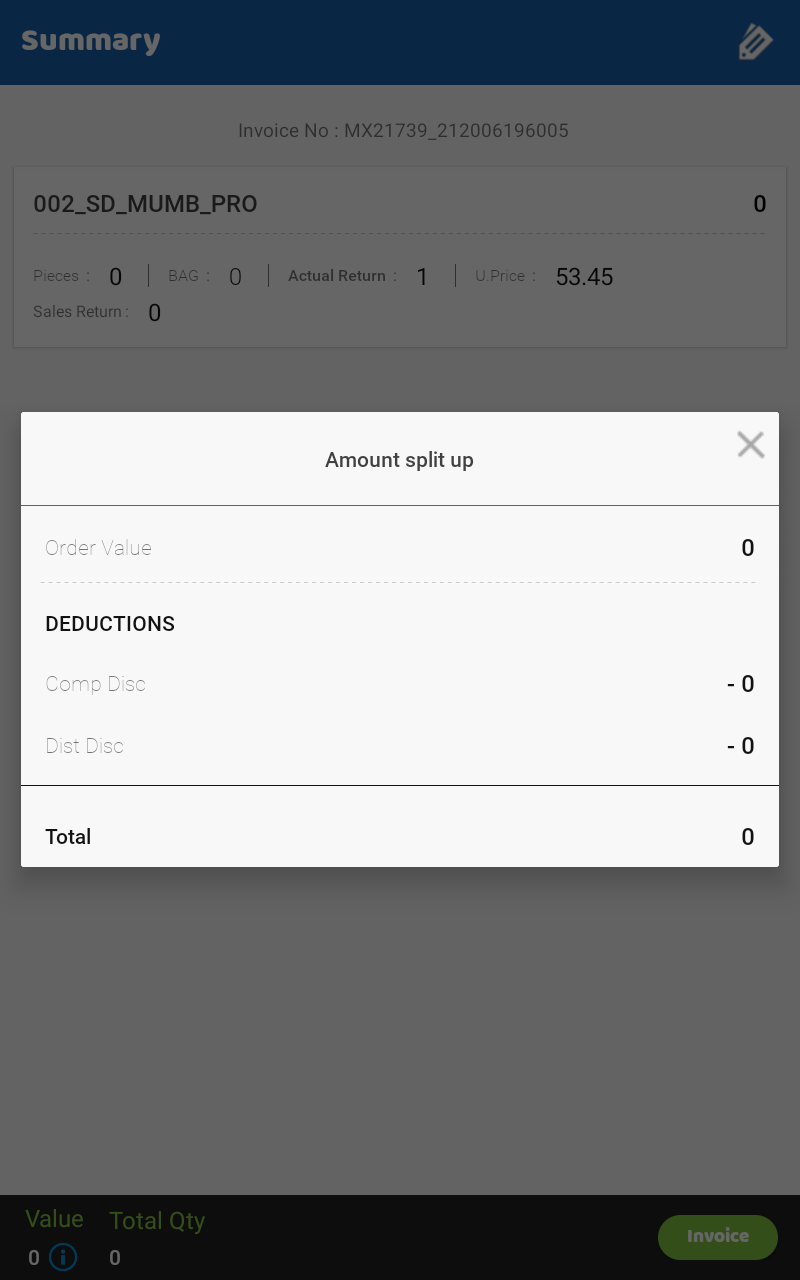 Summary
Invoice No : MX21739_212006196005
002_SD_MUMB_PRO 0
Pieces : 0 BAG : 0 Actual Return : 1 U.Price : 53.45
Sales Return : 0
Amount split up
Order Value 0
DEDUCTIONS
Comp Disc - 0
Dist Disc - 0
Total 0
Value Total Qty
0 0
Invoice